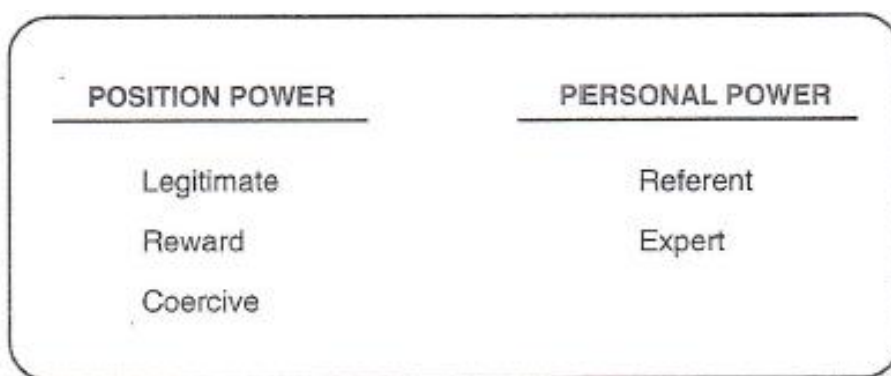 POSITION POWER
Legitimate
Reward
Coercive
PERSONAL POWER
Referent
Expert